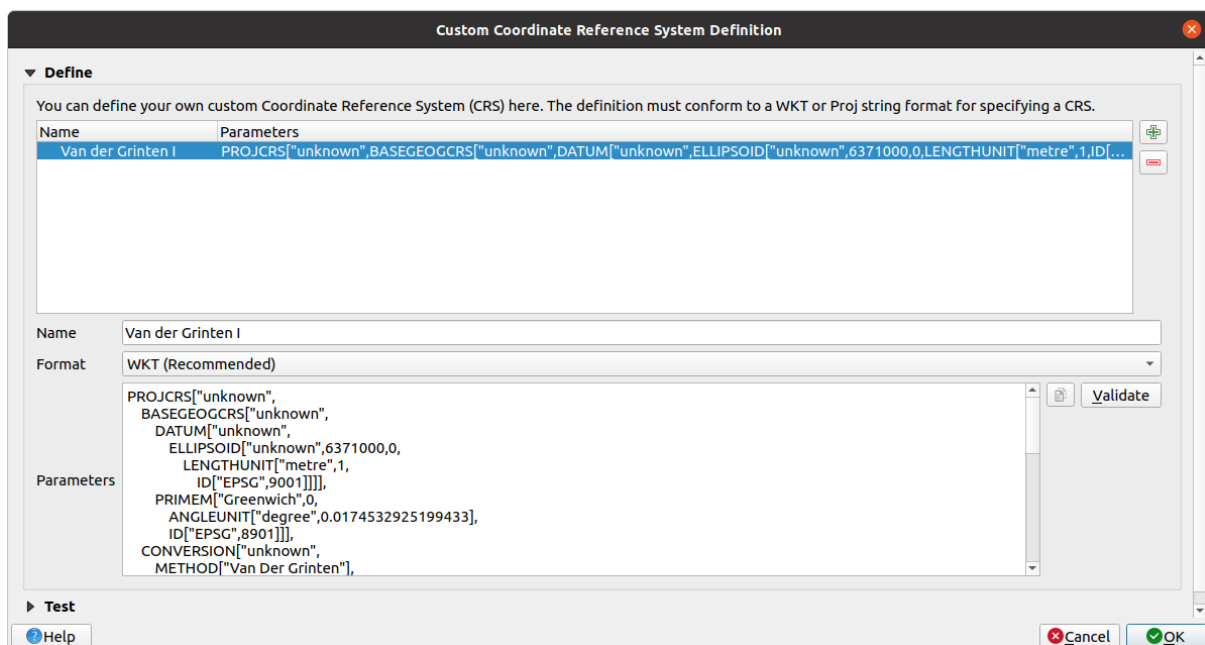 Custom Coordinate Reference System Definition
Define
You can define your own custom Coordinate Reference System (CRS) here. The definition must conform to a WKT or Proj string format for specifying a CRS.
Name Parameters
Van der Grinten I PROJCRS["unknown",BASEGEOGCRS["unknown",DATUM["unknown",ELLIPSOID["unknown",6371000,0,LENGTHUNIT["metre",1,ID[...
Name Van der Grinten I
Format WKT (Recommended)
Parameters
PROJCRS["unknown",
BASEGEOGCRS["unknown",
DATUM["unknown",
ELLIPSOID["unknown",6371000,0,
LENGTHUNIT["metre",1,
ID["EPSG",9001]]]],
PRIMEM["Greenwich",0,
ANGLEUNIT["degree",0.0174532925199433],
ID["EPSG",8901]]],
CONVERSION["unknown",
METHOD["Van Der Grinten"],
Validate
Test
Help
Cancel
OK